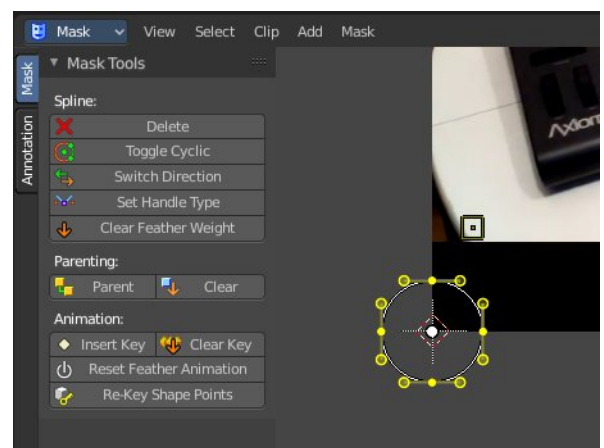 Mask View Select Clip Add Mask
Mask
Annotation
Mask Tools
Spline:
Delete
Toggle Cyclic
Switch Direction
Set Handle Type
Clear Feather Weight
Parenting:
Parent Clear
Animation:
Insert Key Clear Key
Reset Feather Animation
Re-Key Shape Points
Axiom